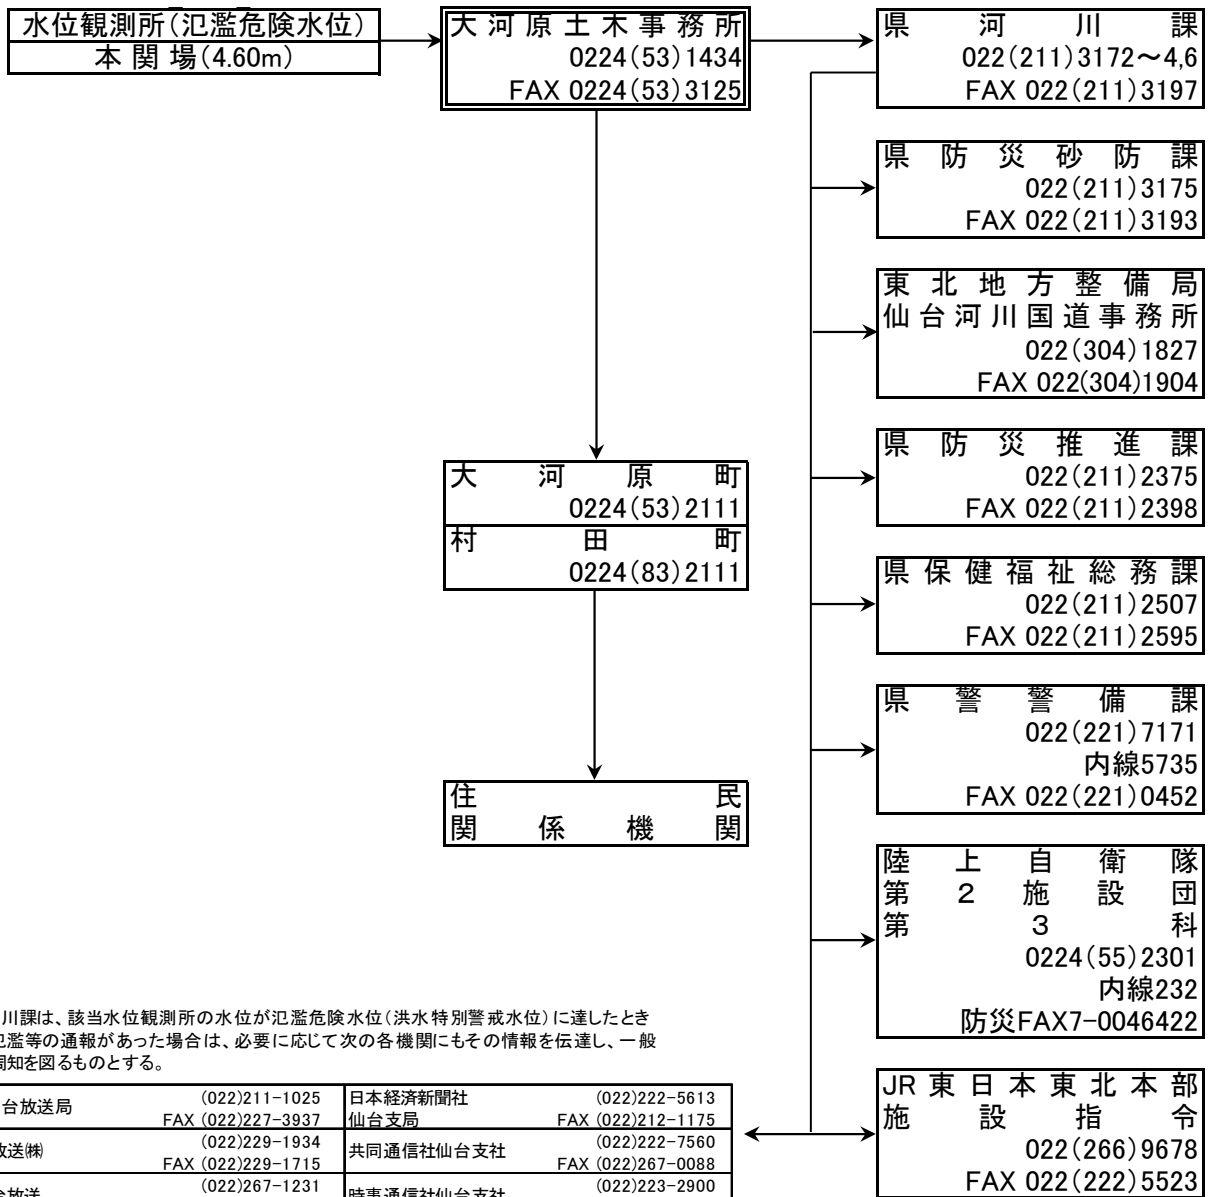 水位観測所(氾濫危険水位)
本関場(4.60m)
大河原土木事務所
0224(53)1434
FAX 0224(53)3125
県河川課
022(211)3172～4,6
FAX 022(211)3197
県防災砂防課
022(211)3175
FAX 022(211)3193
東北地方整備局
仙台河川国道事務所
022(304)1827
FAX 022(304)1904
県防災推進課
022(211)2375
FAX 022(211)2398
大河原町
0224(53)2111
村田町
0224(83)2111
県保健福祉総務課
022(211)2507
FAX 022(211)2595
県警警備課
022(221)7171
内線5735
FAX 022(221)0452
住民
関係機関
陸上自衛隊
第２施設団
第３科
0224(55)2301
内線232
防災FAX7-0046422
川課は、該当水位観測所の水位が氾濫危険水位(洪水特別警戒水位)に達したとき
氾濫等の通報があった場合は、必要に応じて次の各機関にもその情報を伝達し、一般
周知を図るものとする。
台放送局 (022)211-1025
FAX (022)227-3937
日本経済新聞社 (022)222-5613
仙台支局 FAX (022)212-1175
放送㈱ (022)229-1934
FAX (022)229-1715
共同通信社仙台支社 (022)222-7560
FAX (022)267-0088
台放送 (022)267-1231
時事通信社仙台支社 (022)223-2900
JR東日本東北本部
施設指令
022(266)9678
FAX 022(222)5523